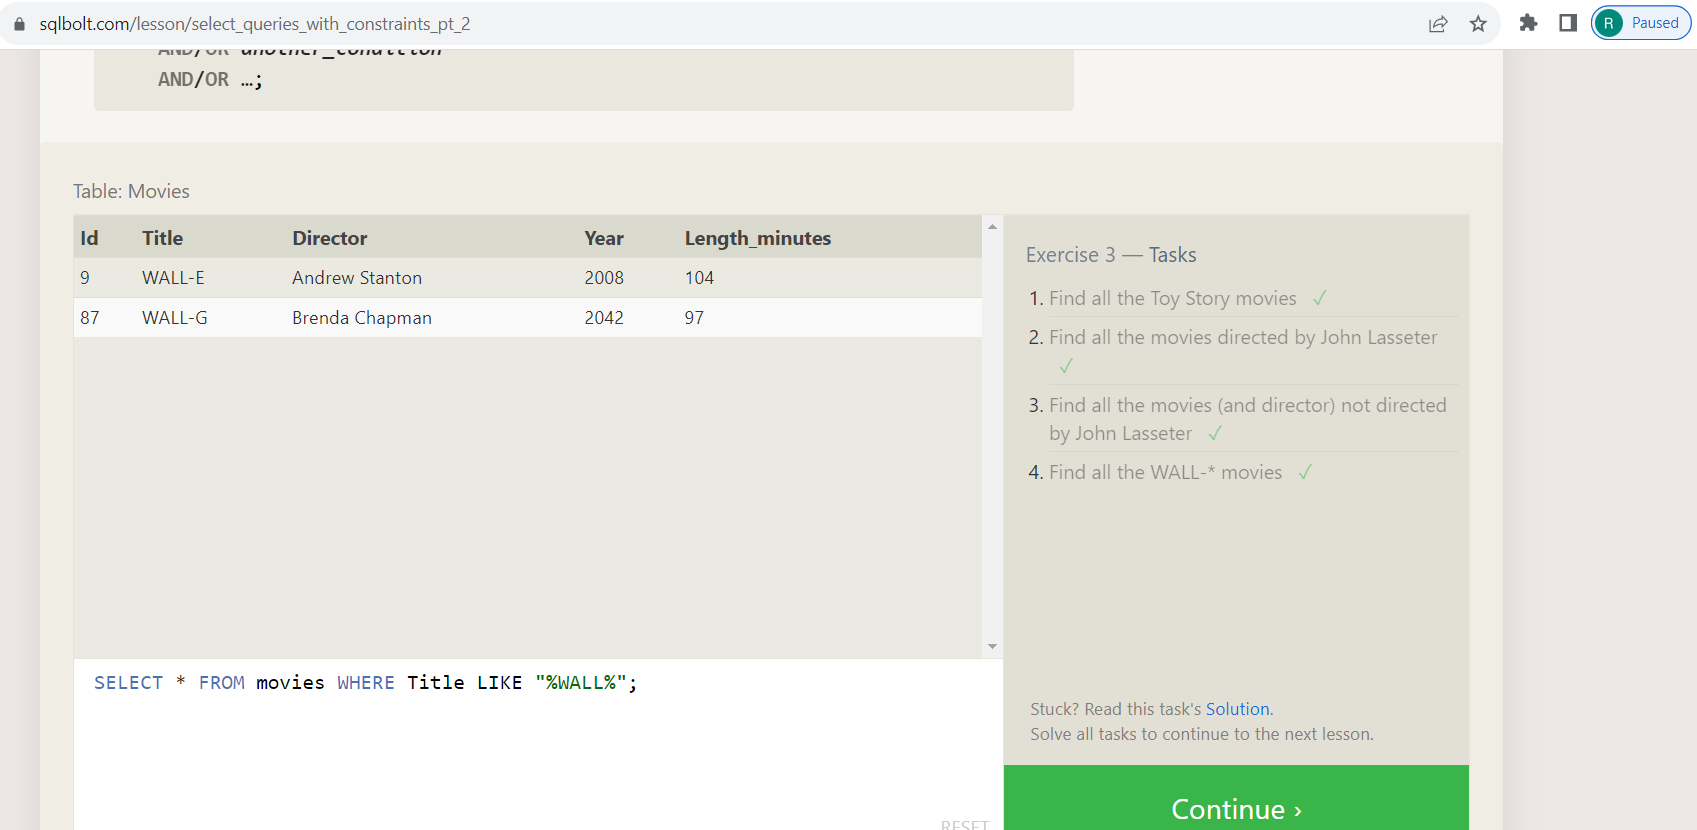 sqlbolt.com/lesson/select_queries_with_constraints_pt_2
R Paused
AND/OR another_condition
AND/OR …;
Table: Movies
Id Title Director Year Length_minutes
9 WALL-E Andrew Stanton 2008 104
87 WALL-G Brenda Chapman 2042 97
SELECT * FROM movies WHERE Title LIKE "%WALL%";
RESET
Exercise 3 — Tasks
1. Find all the Toy Story movies ✓
2. Find all the movies directed by John Lasseter
✓
3. Find all the movies (and director) not directed
by John Lasseter ✓
4. Find all the WALL-* movies ✓
Stuck? Read this task's Solution.
Solve all tasks to continue to the next lesson.
Continue ›